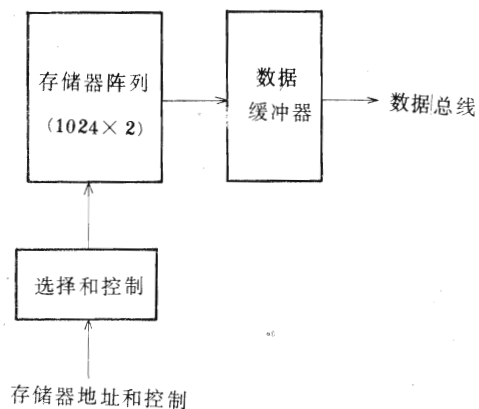 存储器阵列
(1024×2)
数据
缓冲器
数据总线
选择和控制
存储器地址和控制